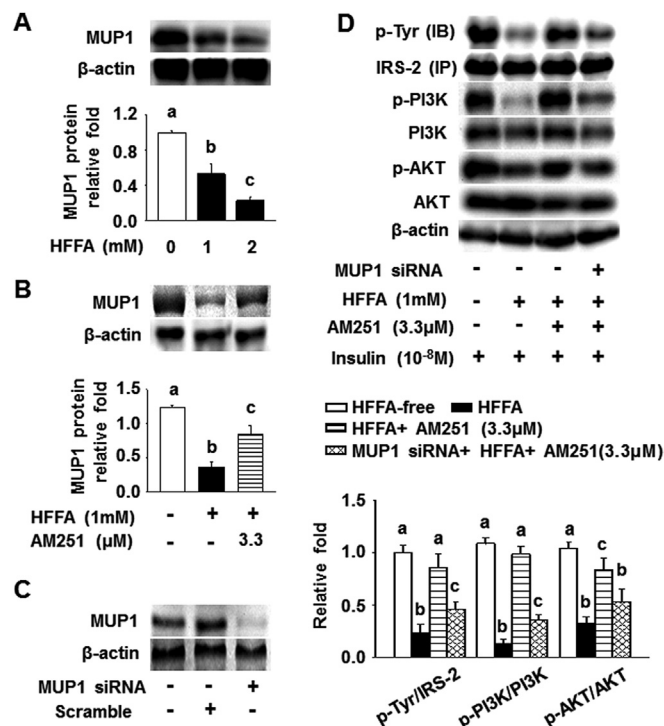 A
MUP1
β-actin
MUP1 protein
relative fold
1.2
0.8
0.4
0.0
a
b
c
HFFA (mM) 0 1 2
B
MUP1
β-actin
MUP1 protein
relative fold
1.5
1.0
0.5
0.0
a
b
c
HFFA (1mM) - + +
AM251 (μM) - - 3.3
C
MUP1
β-actin
MUP1 siRNA - - +
Scramble - + -
D
p-Tyr (IB)
IRS-2 (IP)
p-PI3K
PI3K
p-AKT
AKT
β-actin
MUP1 siRNA - - - +
HFFA (1mM) - + + +
AM251 (3.3μM) - - + +
Insulin (10⁻⁸M) + + + +
HFFA-free HFFA
HFFA+ AM251 (3.3μM)
MUP1 siRNA+ HFFA+ AM251(3.3μM)
Relative fold
1.5
1.0
0.5
0.0
a b a c
a b a c
a b c b
p-Tyr/IRS-2
p-PI3K/PI3K
p-AKT/AKT